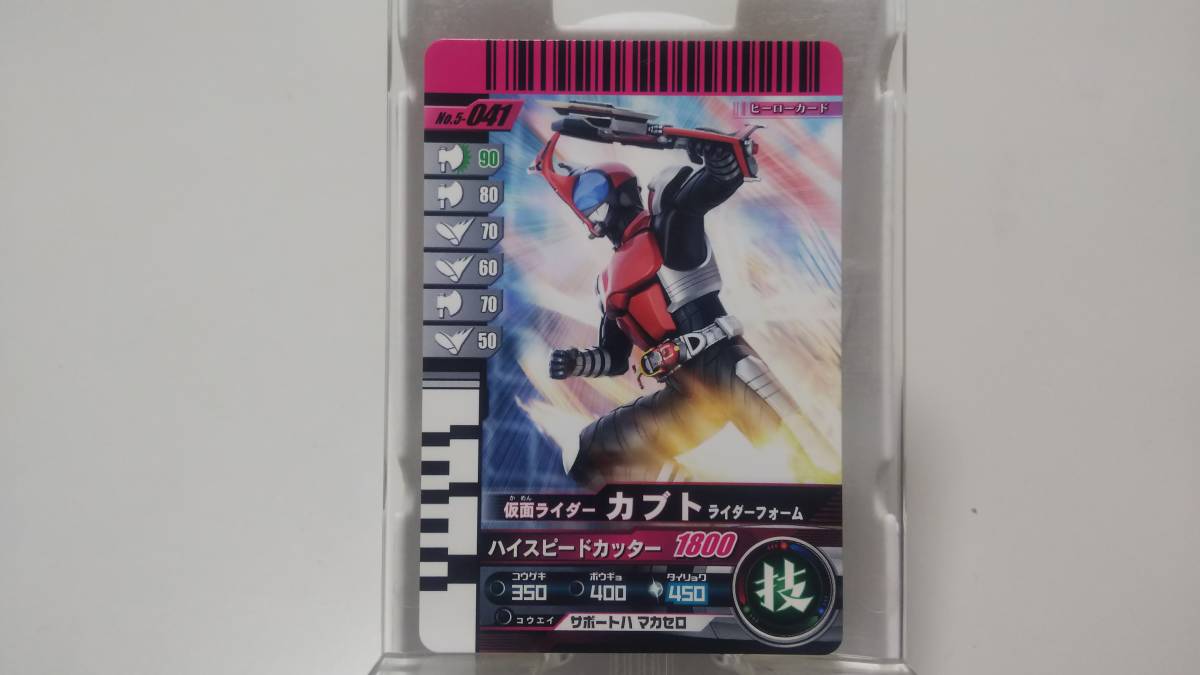 No.5-041
ヒーローカード
90
80
70
60
70
50
かめん
仮面ライダー カブト ライダーフォーム
ハイスピードカッター 1800
コウゲキ ボウギョ タイリョク
350 400 450
技
コウエイ サポートハ マカセロ